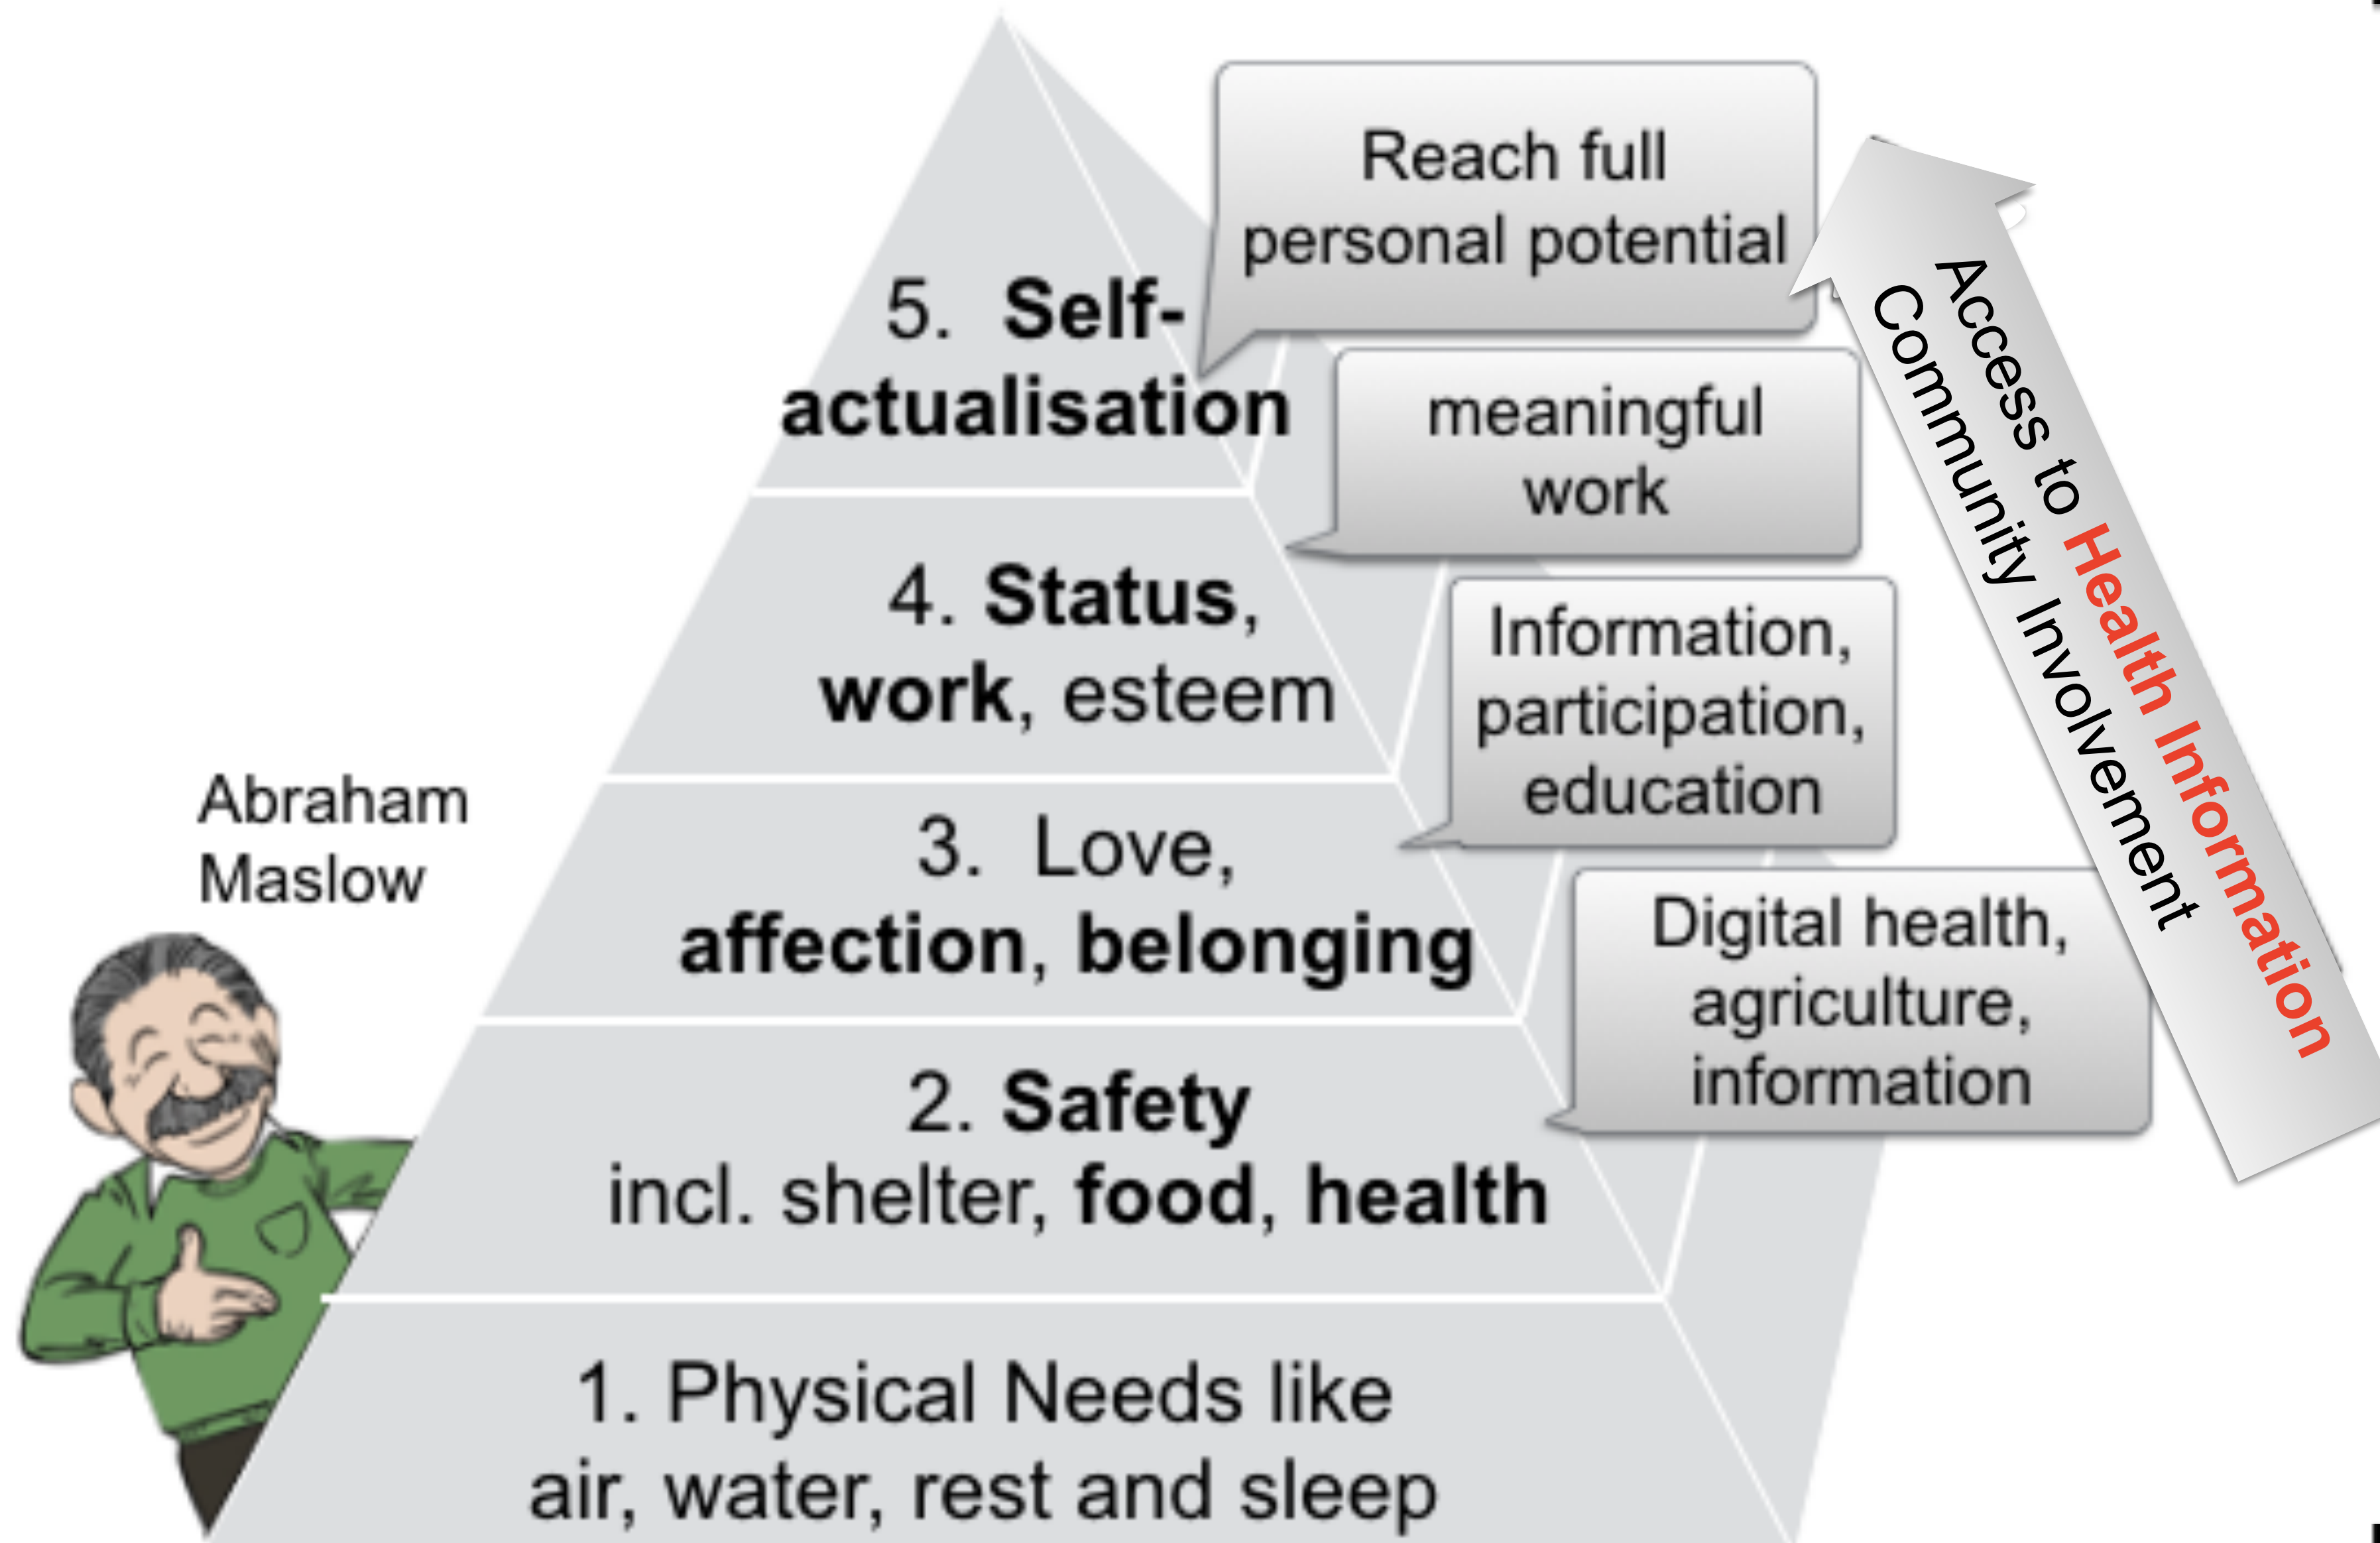 Reach full
personal potential
5. Self-
actualisation
meaningful
work
4. Status,
work, esteem
Information,
participation,
education
Abraham
Maslow
3. Love,
affection, belonging
Digital health,
agriculture,
information
2. Safety
incl. shelter, food, health
1. Physical Needs like
air, water, rest and sleep
Access to Health Information
Community Involvement